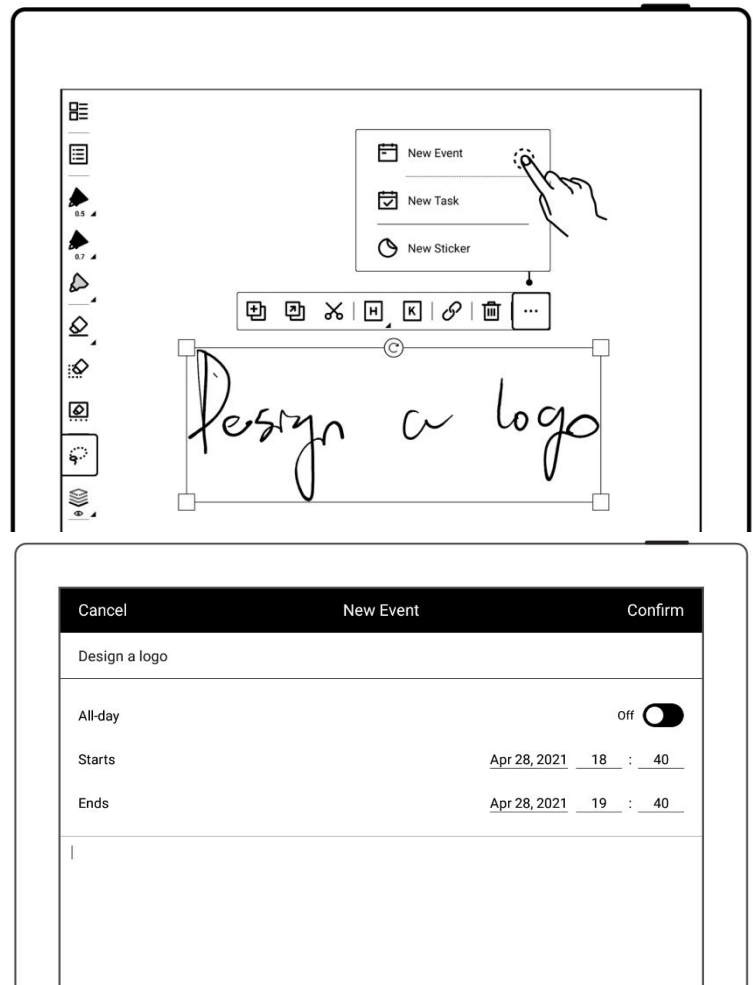 New Event
New Task
0.5
0.7
New Sticker
H K ...
Design a logo
Cancel New Event Confirm
Design a logo
All-day Off
Starts Apr 28, 2021 18 : 40
Ends Apr 28, 2021 19 : 40